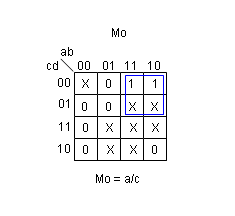 Mo
ab
cd 00 01 11 10
00 X 0 1 1
01 0 0 X X
11 0 X X X
10 0 X X 0
Mo = a/c